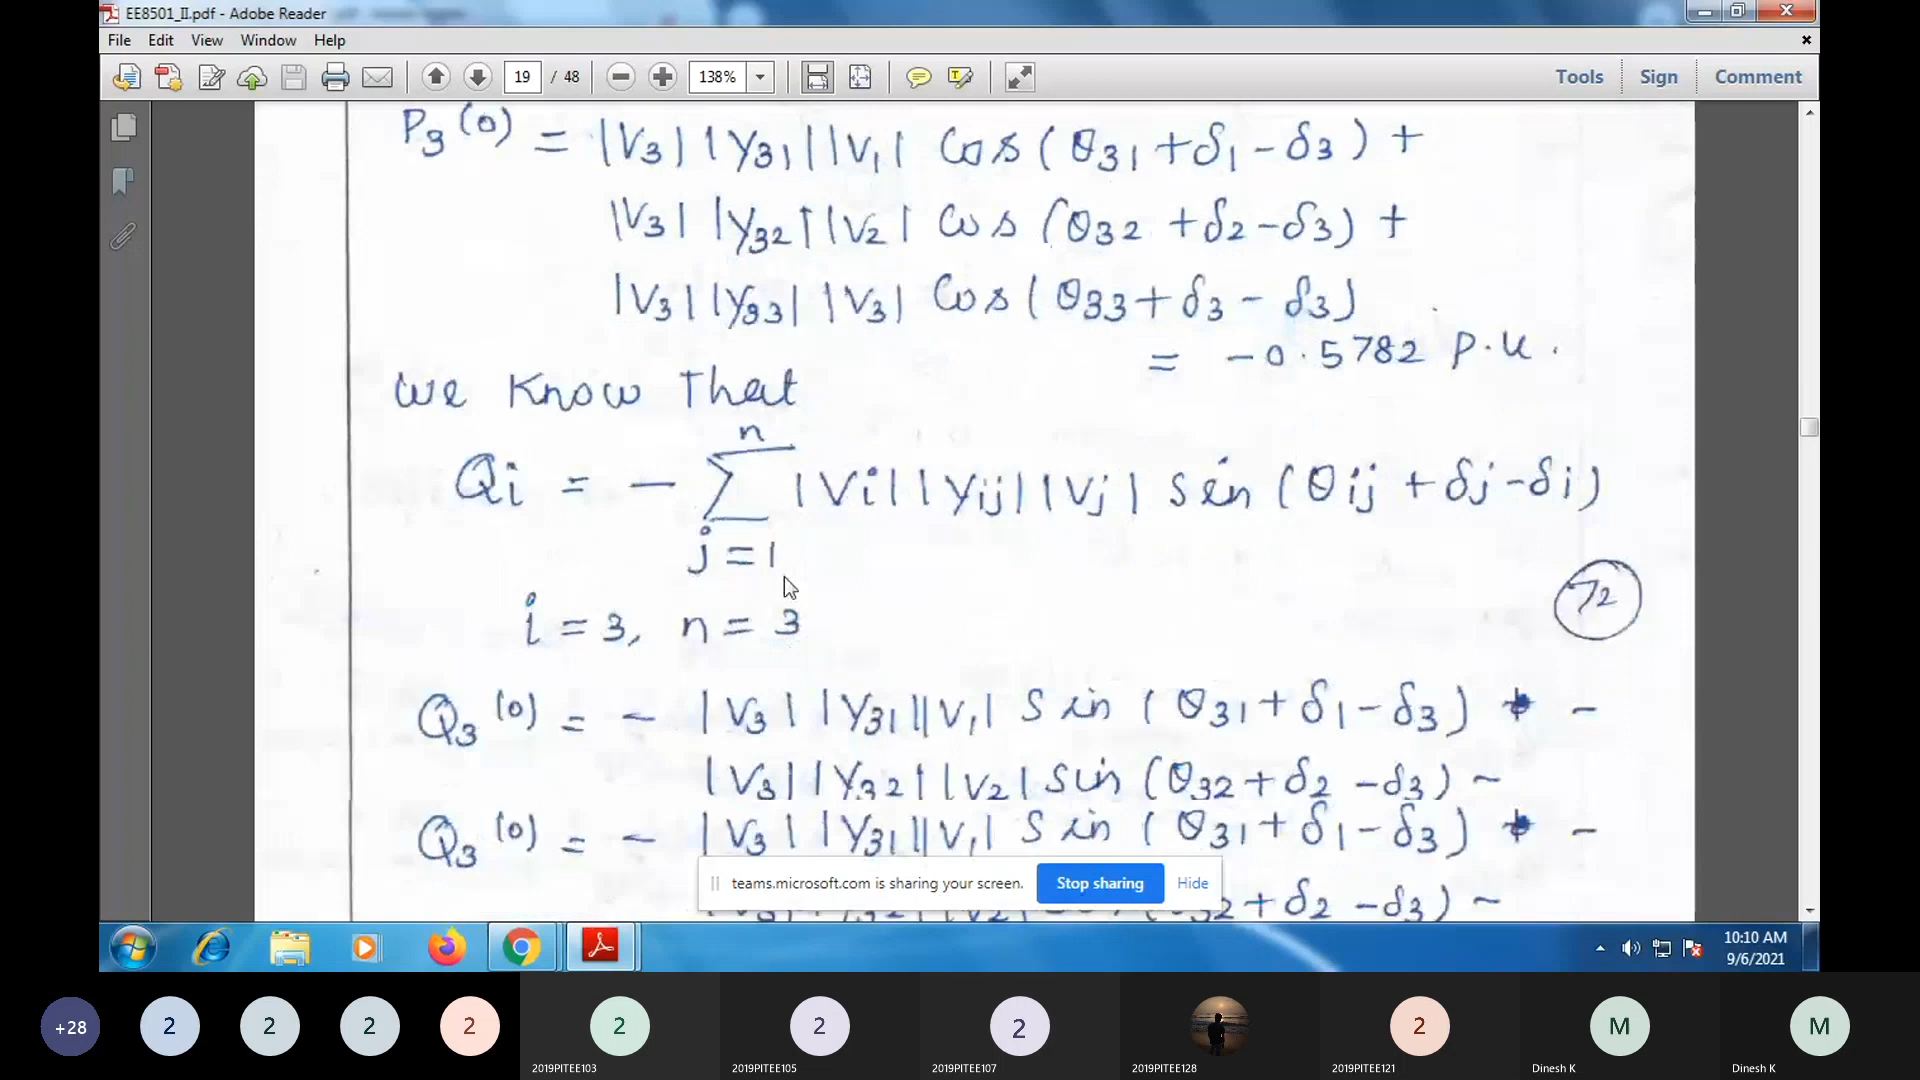 EE8501_II.pdf - Adobe Reader
File Edit View Window Help
19 / 48 138% Tools Sign Comment
P3(0) = |V3| |Y31| |V1| Cos (θ31 + δ1 - δ3) +
|V3| |Y32| |V2| Cos (θ32 + δ2 - δ3) +
|V3| |Y33| |V3| Cos (θ33 + δ3 - δ3)
= -0.5782 p.u.
We Know That
n
Qi = - Σ |Vi| |Yij| |Vj| Sin (θij + δj - δi)
j = 1
72
i = 3, n = 3
Q3(0) = - |V3| |Y31| |V1| Sin (θ31 + δ1 - δ3) -
|V3| |Y32| |V2| Sin (θ32 + δ2 - δ3) -
Q3(0) = - |V3| |Y31| |V1| Sin (θ31 + δ1 - δ3) -
teams.microsoft.com is sharing your screen. Stop sharing Hide
+ δ2 - δ3) -
10:10 AM
9/6/2021
+28 2 2 2 2 2 2 2 2 M M
2019PITEE103 2019PITEE105 2019PITEE107 2019PITEE128 2019PITEE121 Dinesh K Dinesh K